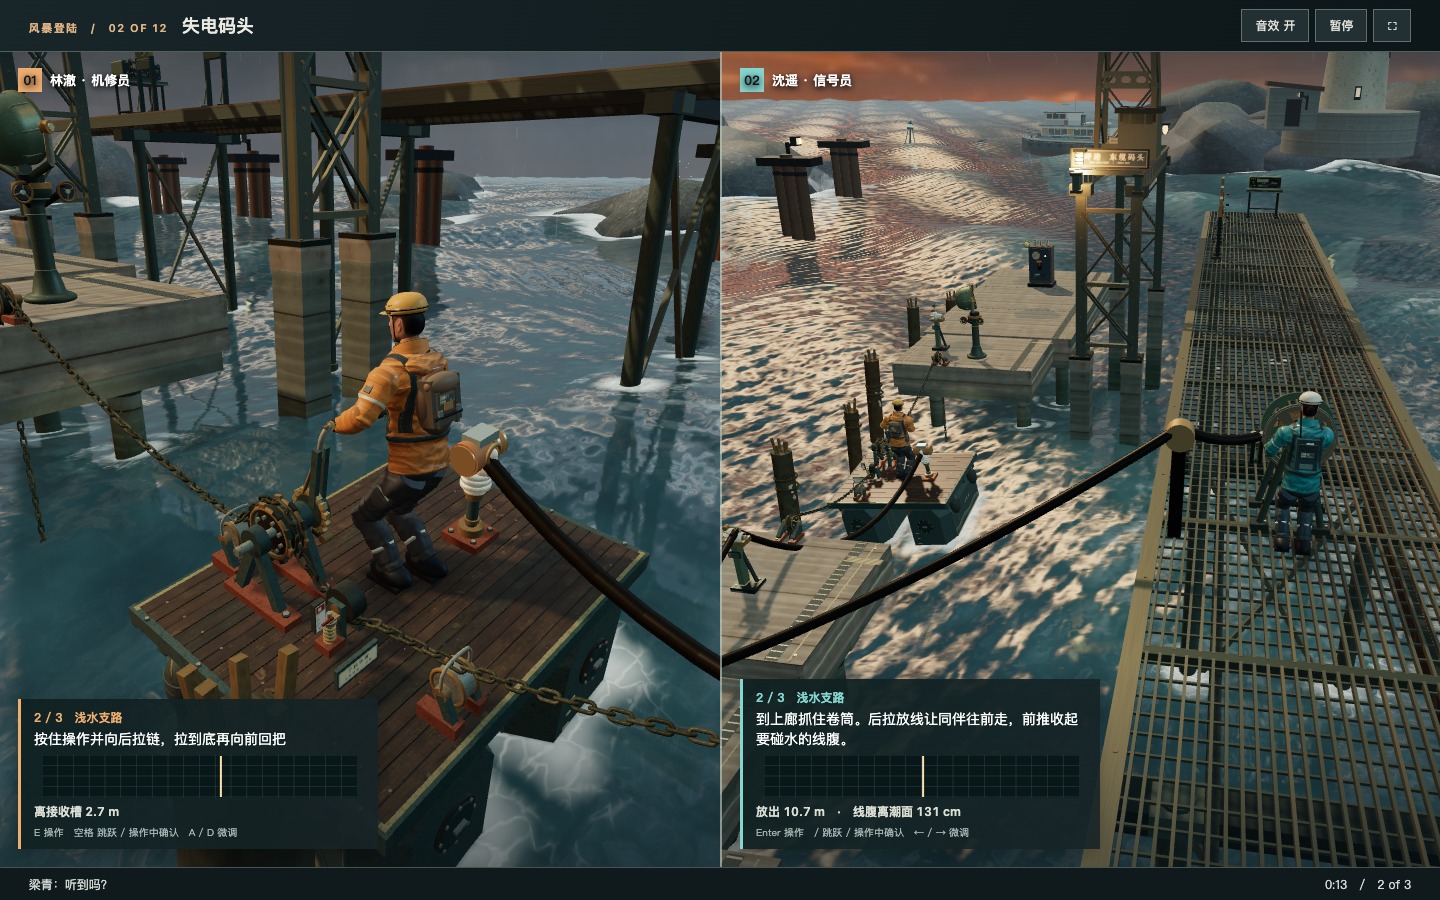 风暴登陆 / 02 OF 12 失电码头
音效 开
暂停
01 林澈 · 机修员
02 沈遥 · 信号员
2 / 3 浅水支路
按住操作并向后拉链，拉到底再向前回把
离接收槽 2.7 m
E 操作 空格 跳跃 / 操作中确认 A / D 微调
2 / 3 浅水支路
到上廊抓住卷筒。后拉放线让同伴往前走，前推收起
要碰水的线腹。
放出 10.7 m · 线腹离潮面 131 cm
Enter 操作 / 跳跃 / 操作中确认 ← / → 微调
梁青：听到吗？
0:13 / 2 of 3